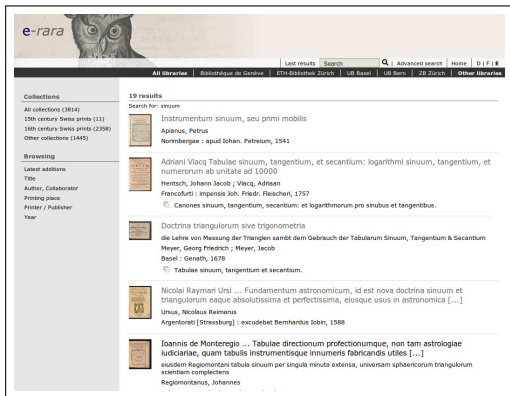 e-rara
Last results Search | Advanced search Home D | F | E
All libraries Bibliothèque de Genève ETH-Bibliothek Zürich UB Basel UB Bern ZB Zürich Other libraries
Collections
All collections (3814)
15th century Swiss prints (11)
16th century Swiss prints (2358)
Other collections (1445)
Browsing
Latest additions
Title
Author, Collaborator
Printing place
Printer / Publisher
Year
19 results
Search for: sinuum
Instrumentum sinuum, seu primi mobilis
Apianus, Petrus
Norimbergae : apud Iohan. Petreium, 1541
Adriani Vlacq Tabulae sinuum, tangentium, et secantium: logarithmi sinuum, tangentium, et
numerorum ab unitate ad 10000
Hentsch, Johann Jacob ; Vlacq, Adriaan
Francofurti : impensis Joh. Friedr. Fleischeri, 1757
Canones sinuum, tangentium, secantium: et logarithmorum pro sinubus et tangentibus.
Doctrina triangulorum sive trigonometria
die Lehre von Messung der Trianglen sambt dem Gebrauch der Tabularum Sinuum, Tangentium & Secantium
Meyer, Georg Friedrich ; Meyer, Jacob
Basel : Genath, 1678
Tabulae sinuum, tangentium et secantium.
Nicolai Raymari Ursi ... Fundamentum astronomicum, id est nova doctrina sinuum et
triangulorum eaque absolutissima et perfectissima, eiusque usus in astronomica [...]
Ursus, Nicolaus Reimarus
Argentorati [Strassburg] : excudebat Bernhardus Iobin, 1588
Ioannis de Monteregio ... Tabulae directionum profectionumque, non tam astrologiae
iudiciariae, quam tabulis instrumentisque innumeris fabricandis utiles [...]
eiusdem Regiomontani tabula sinuum per singula minuta extensa, universam sphaericorum triangulorum
scientiam complectens
Regiomontanus, Johannes